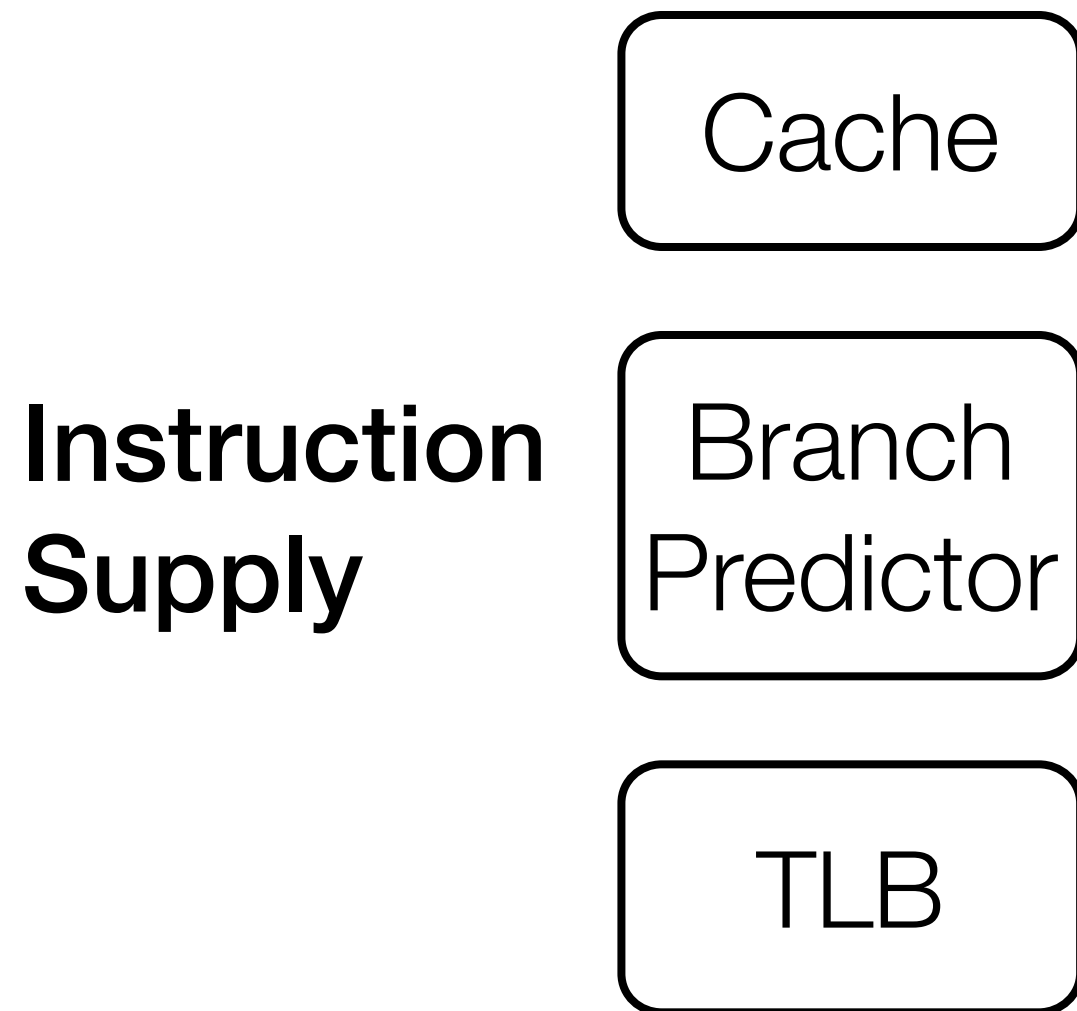 Cache
Instruction
Supply
Branch
Predictor
TLB